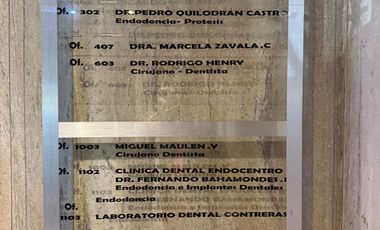 Of. 302 DR. PEDRO QUILODRAN CASTRO
Endodoncia- Protesis
Of. 407 DRA. MARCELA ZAVALA .C
Of. 603 DR. RODRIGO HENRY
Cirujano - Dentista
Of. 1003 MIGUEL MAULEN .Y
Cirujano Dentista
Of. 1102 CLINICA DENTAL ENDOCENTRO
DR. FERNANDO BAHAMONDES .
Endodoncia e Implantes Dentales
Endodoncia
Of. 1103 LABORATORIO DENTAL CONTRERAS